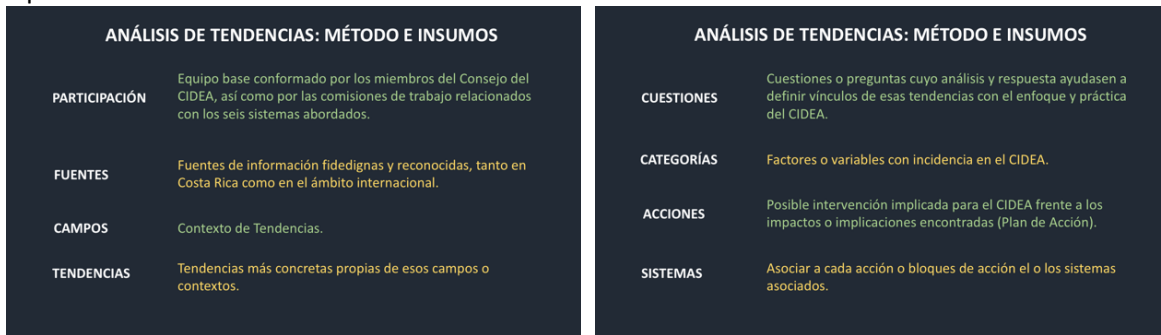 ANÁLISIS DE TENDENCIAS: MÉTODO E INSUMOS
PARTICIPACIÓN
Equipo base conformado por los miembros del Consejo del
CIDEA, así como por las comisiones de trabajo relacionados
con los seis sistemas abordados.
FUENTES
Fuentes de información fidedignas y reconocidas, tanto en
Costa Rica como en el ámbito internacional.
CAMPOS
Contexto de Tendencias.
TENDENCIAS
Tendencias más concretas propias de esos campos o
contextos.
ANÁLISIS DE TENDENCIAS: MÉTODO E INSUMOS
CUESTIONES
Cuestiones o preguntas cuyo análisis y respuesta ayudasen a
definir vínculos de esas tendencias con el enfoque y práctica
del CIDEA.
CATEGORÍAS
Factores o variables con incidencia en el CIDEA.
ACCIONES
Posible intervención implicada para el CIDEA frente a los
impactos o implicaciones encontradas (Plan de Acción).
SISTEMAS
Asociar a cada acción o bloques de acción el o los sistemas
asociados.